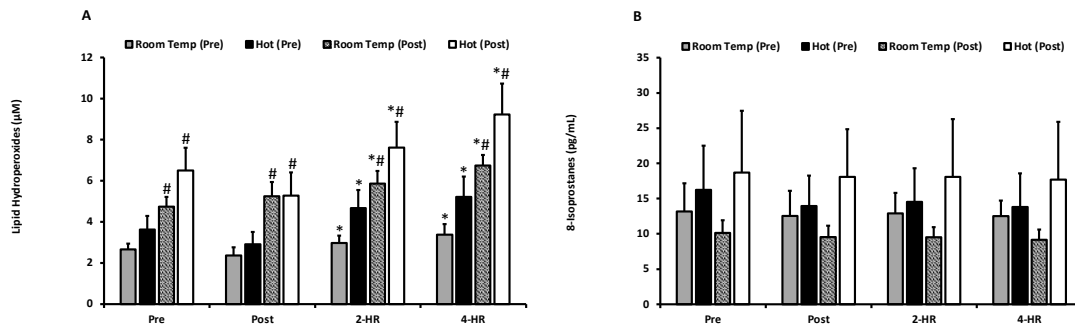 A
Room Temp (Pre) Hot (Pre) Room Temp (Post) Hot (Post)
Lipid Hydroperoxides (μM)
12
10
8
6
4
2
0
# # # # * * *# *# * * *# *#
Pre Post 2-HR 4-HR
B
Room Temp (Pre) Hot (Pre) Room Temp (Post) Hot (Post)
8-Isoprostanes (pg/mL)
35
30
25
20
15
10
5
0
Pre Post 2-HR 4-HR